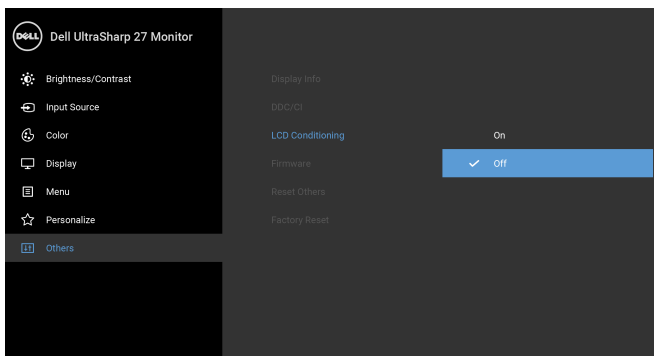 DELL Dell UltraSharp 27 Monitor
Brightness/Contrast
Input Source
Color
Display
Menu
Personalize
Others
Display Info
DDC/CI
LCD Conditioning
Firmware
Reset Others
Factory Reset
On
Off